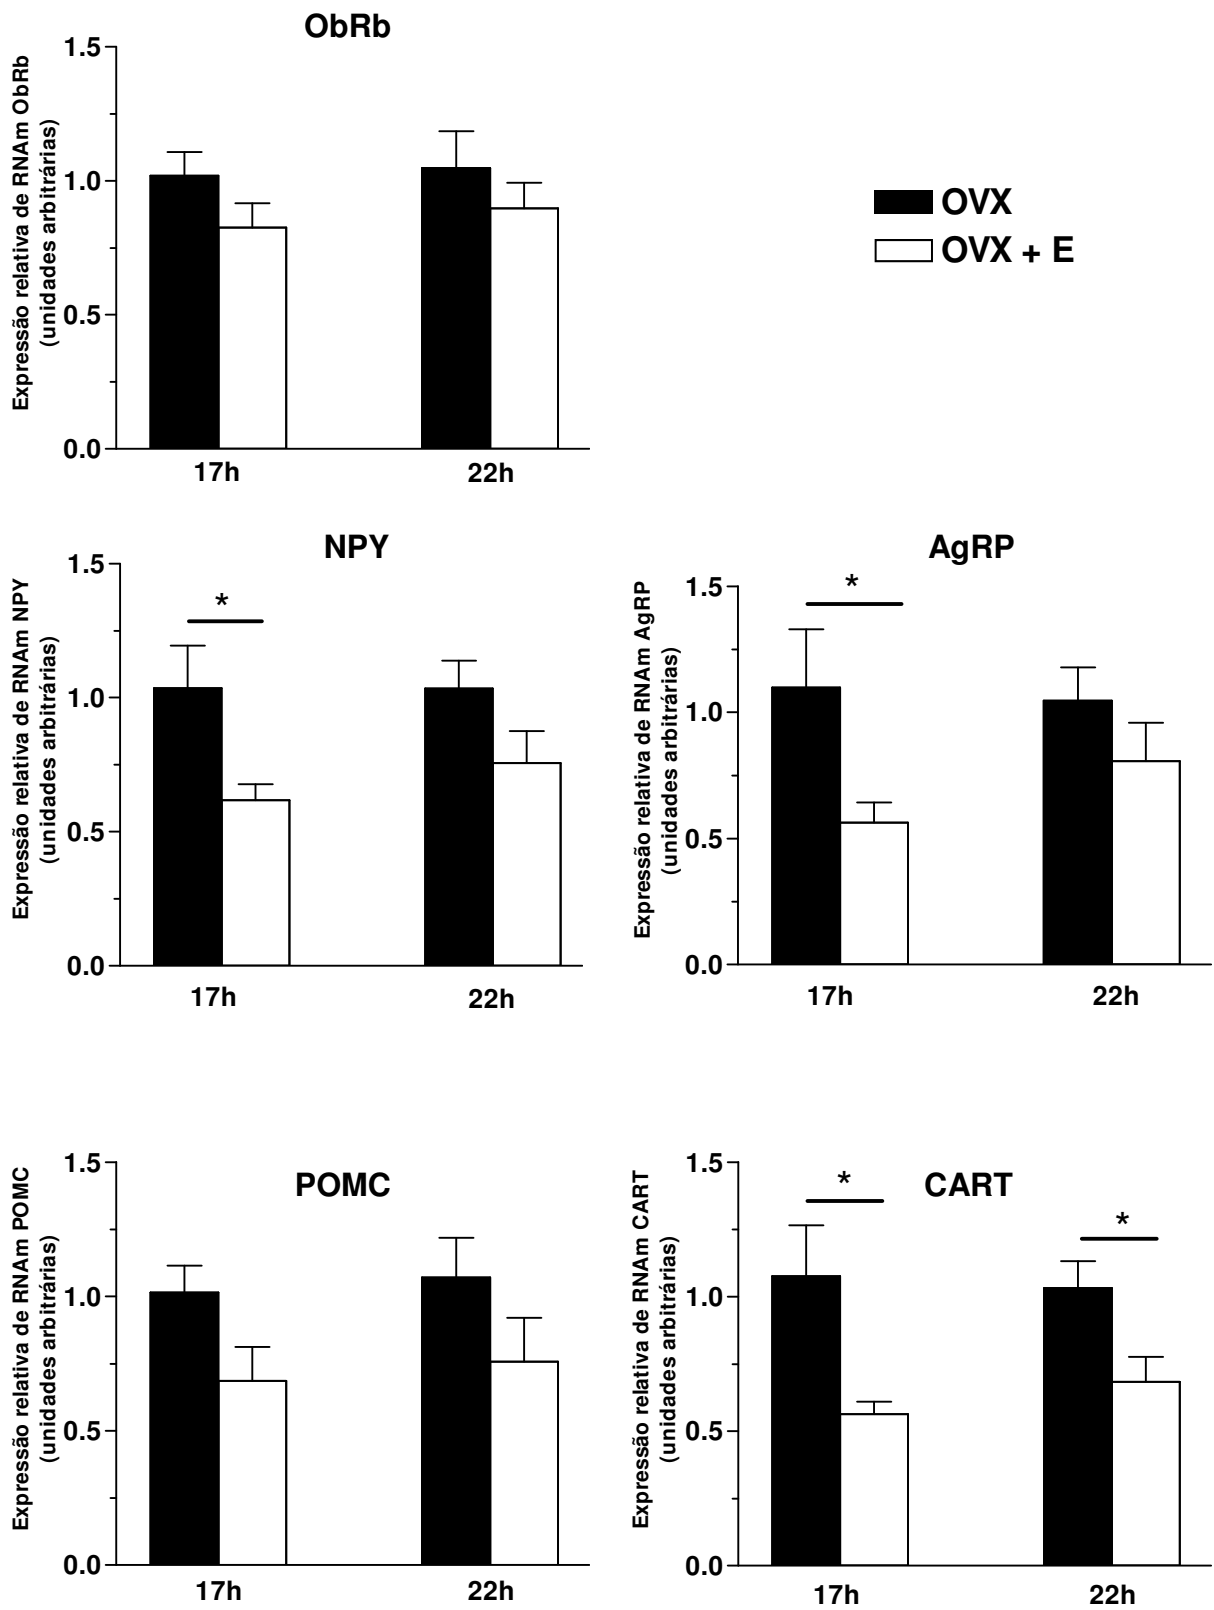 ObRb
Expressão relativa de RNAm ObRb
(unidades arbitrárias)
1.5
1.0
0.5
0.0
17h
22h
OVX
OVX + E
NPY
Expressão relativa de RNAm NPY
(unidades arbitrárias)
1.5
1.0
0.5
0.0
*
17h
22h
AgRP
Expressão relativa de RNAm AgRP
(unidades arbitrárias)
1.5
1.0
0.5
0.0
*
17h
22h
POMC
Expressão relativa de RNAm POMC
(unidades arbitrárias)
1.5
1.0
0.5
0.0
17h
22h
CART
Expressão relativa de RNAm CART
(unidades arbitrárias)
1.5
1.0
0.5
0.0
*
*
17h
22h